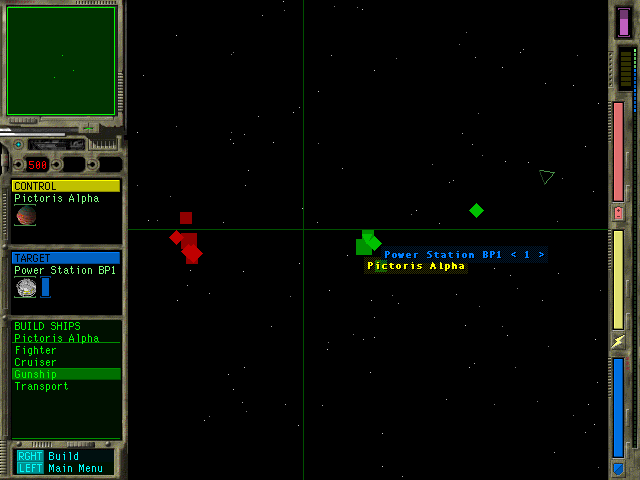 500
CONTROL
Pictoris Alpha
TARGET
Power Station BP1
BUILD SHIPS
Pictoris Alpha
Fighter
Cruiser
Gunship
Transport
RGHT Build
LEFT Main Menu
Power Station BP1 < 1 >
Pictoris Alpha